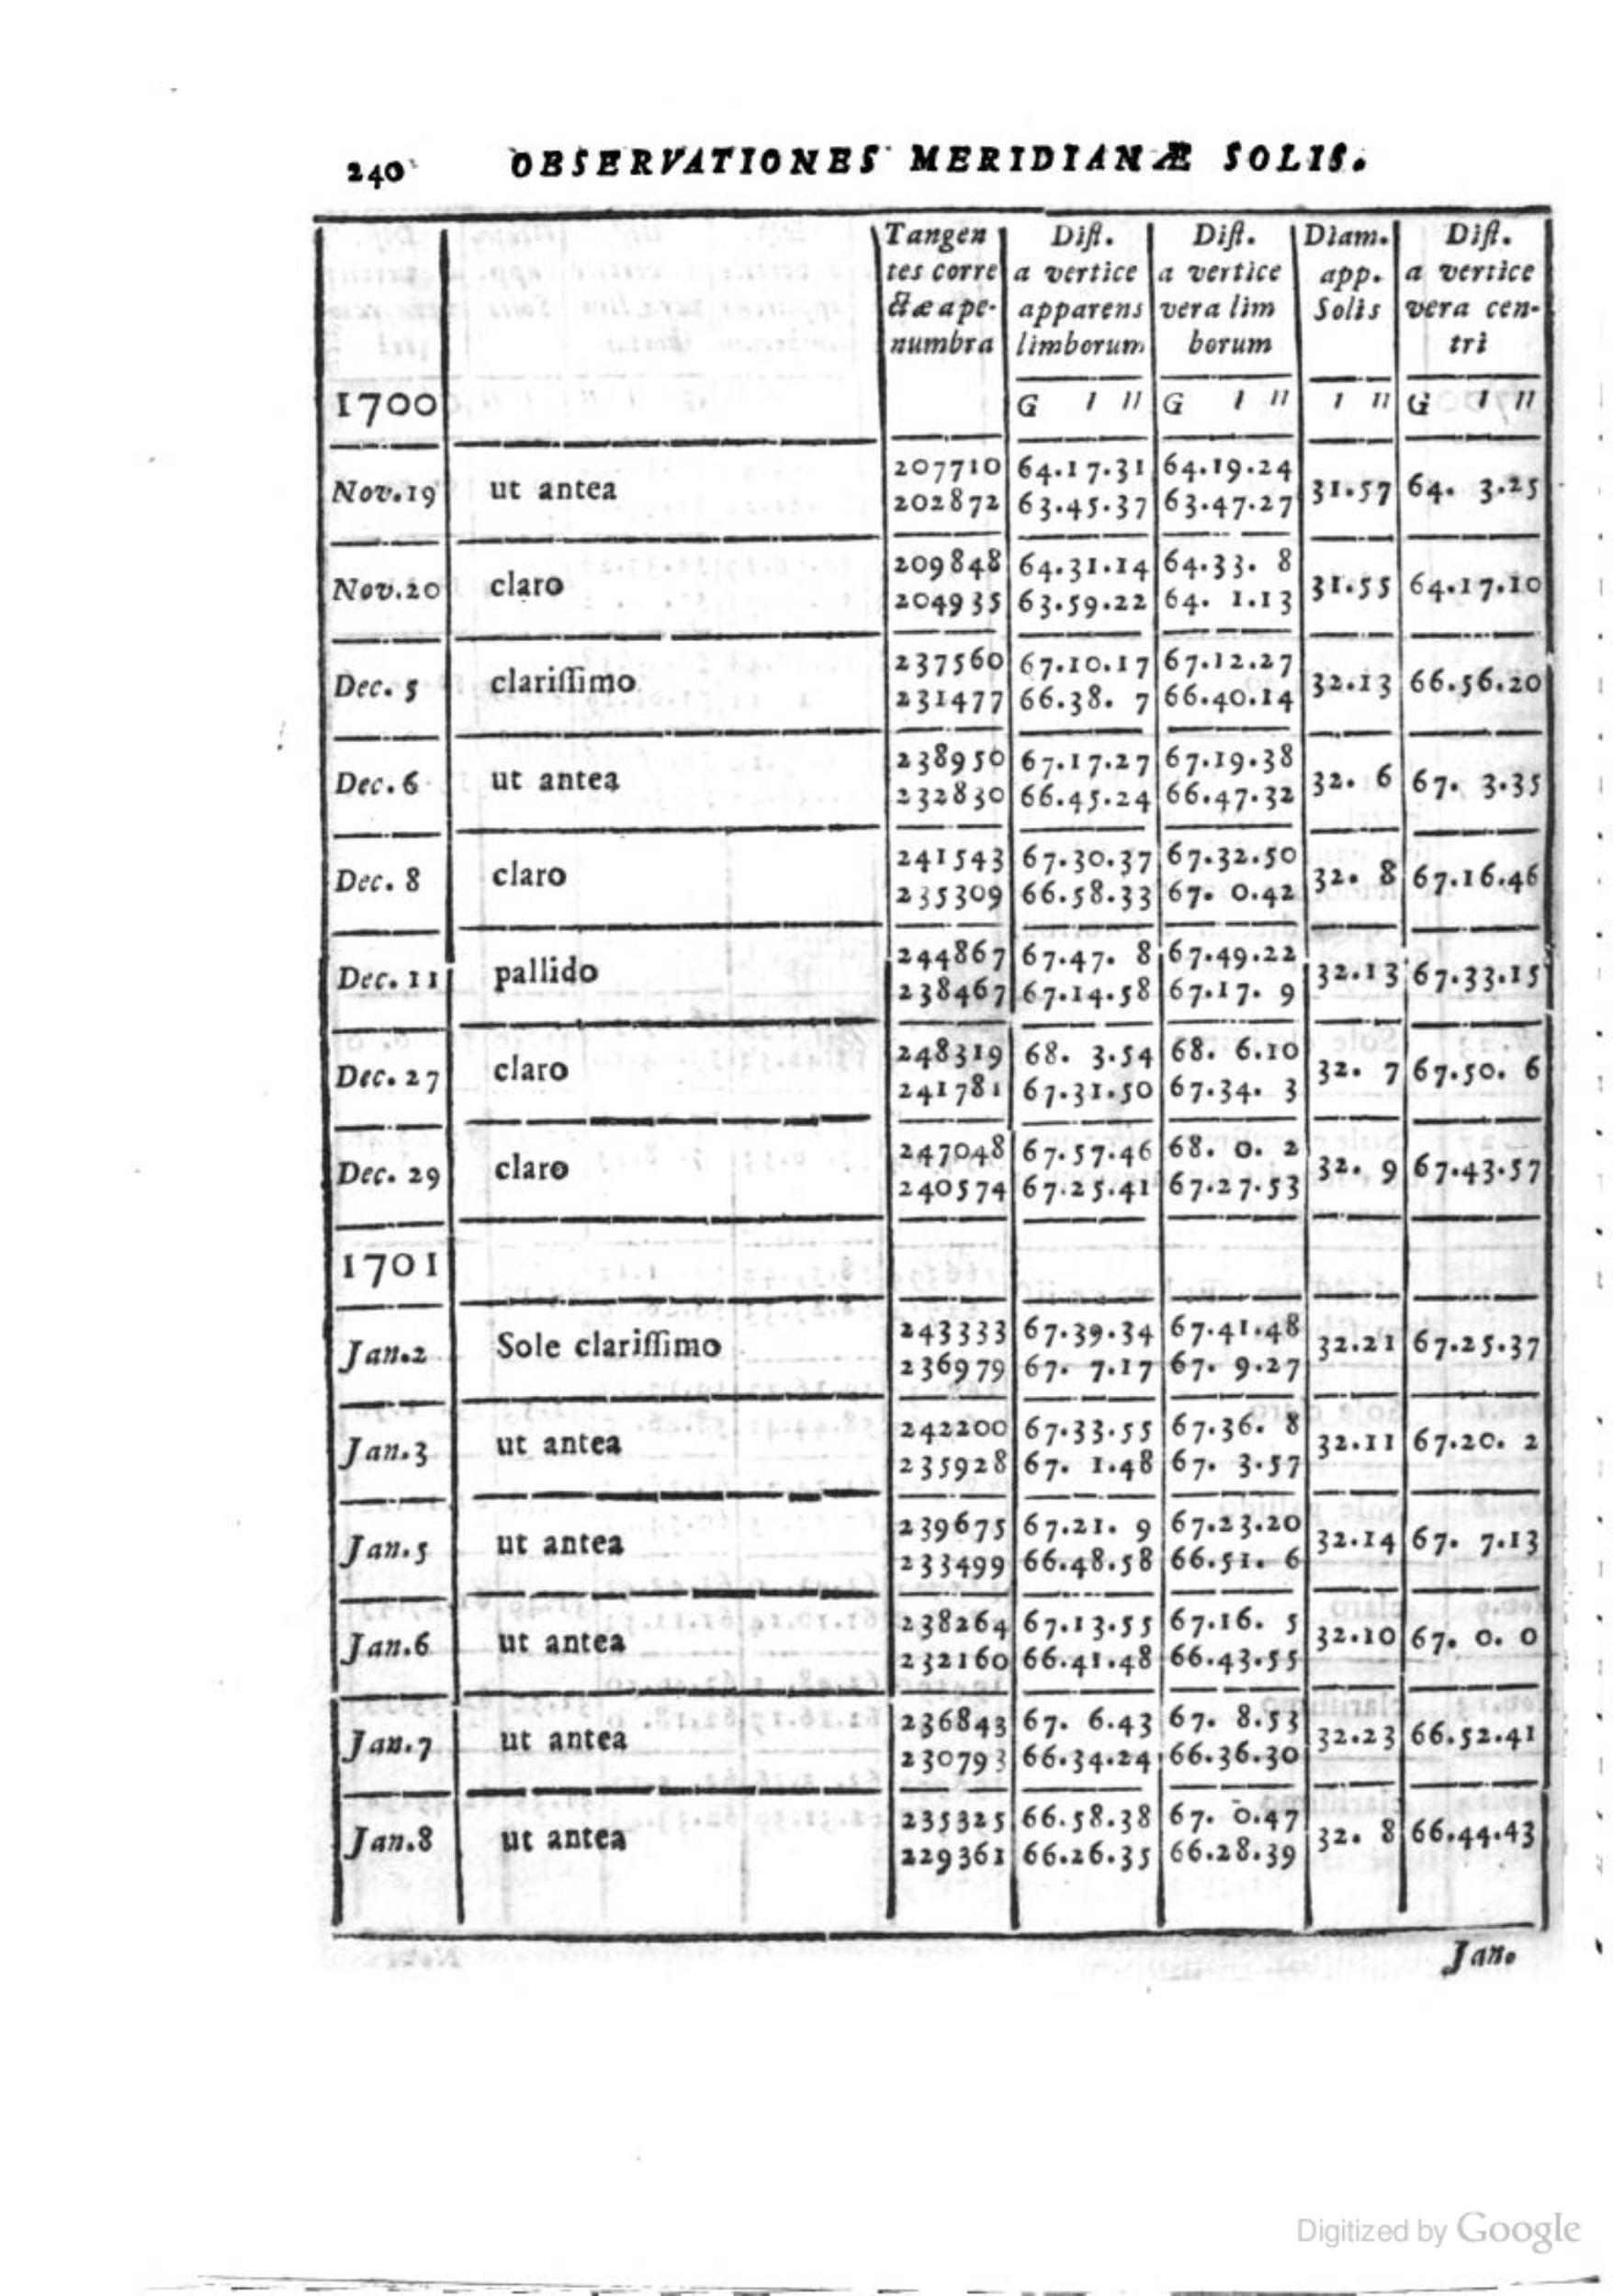 240 OBSERVATIONES MERIDIANÆ SOLIS.
Tangen Diſt. Diſt. Diam. Diſt.
tes corre a vertice a vertice app. a vertice
ctæ a pe- apparens vera lim Solis vera cen-
numbra limborum borum tri
1700 G I II G I II I II G I II
207710 64.17.31 64.19.24
Nov.19 ut antea 31.57 64. 3.25
202872 63.45.37 63.47.27
209848 64.31.14 64.33. 8
Nov.20 claro 31.55 64.17.10
204935 63.59.22 64. 1.13
237560 67.10.17 67.12.27
Dec. 5 clariſſimo 32.13 66.56.20
231477 66.38. 7 66.40.14
238950 67.17.27 67.19.38
Dec. 6 ut antea 32. 6 67. 3.35
232830 66.45.24 66.47.32
241543 67.30.37 67.32.50
Dec. 8 claro 32. 8 67.16.46
235309 66.58.33 67. 0.42
244867 67.47. 8 67.49.22
Dec. 11 pallido 32.13 67.33.15
238467 67.14.58 67.17. 9
248319 68. 3.54 68. 6.10
Dec. 27 claro 32. 7 67.50. 6
241781 67.31.50 67.34. 3
247048 67.57.46 68. 0. 2
Dec. 29 claro 32. 9 67.43.57
240574 67.25.41 67.27.53
1701
243333 67.39.34 67.41.48
Jan.2 Sole clariſſimo 32.21 67.25.37
236979 67. 7.17 67. 9.27
242200 67.33.55 67.36. 8
Jan.3 ut antea 32.11 67.20. 2
235928 67. 1.48 67. 3.57
239675 67.21. 9 67.23.20
Jan.5 ut antea 32.14 67. 7.13
233499 66.48.58 66.51. 6
238264 67.13.55 67.16. 5
Jan.6 ut antea 32.10 67. 0. 0
232160 66.41.48 66.43.55
236843 67. 6.43 67. 8.53
Jan.7 ut antea 32.23 66.52.41
230793 66.34.24 66.36.30
235325 66.58.38 67. 0.47
Jan.8 ut antea 32. 8 66.44.43
229361 66.26.35 66.28.39
Jan.
Digitized by Google